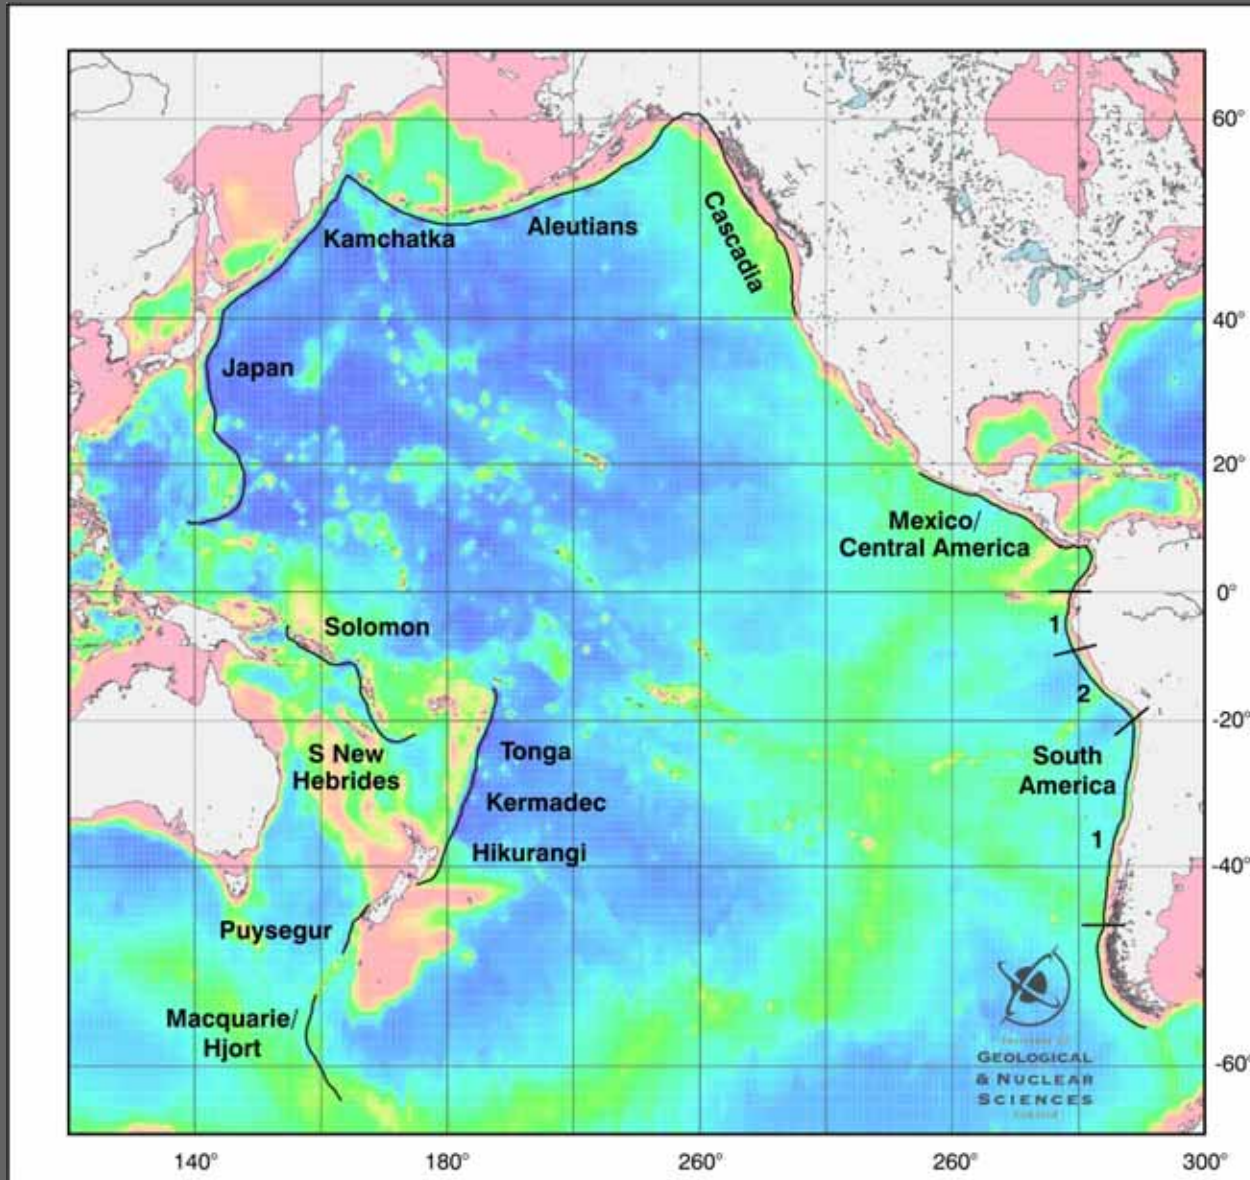 60°
Kamchatka
Aleutians
Cascadia
40°
Japan
20°
Mexico/
Central America
0°
Solomon
1
2
-20°
S New
Hebrides
Tonga
South
America
Kermadec
1
Hikurangi
-40°
Puysegur
Macquarie/
Hjort
GEOLOGICAL
& NUCLEAR
SCIENCES
-60°
140°
180°
260°
260°
300°